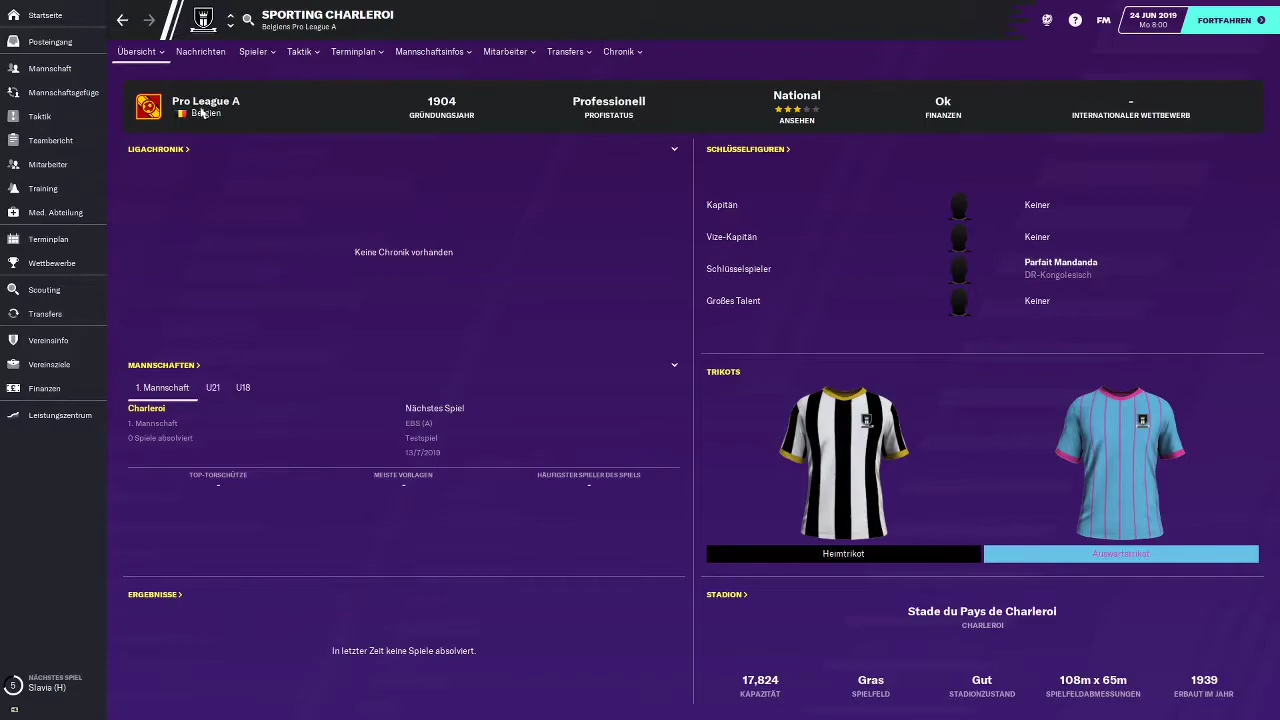 Startseite
Posteingang
Mannschaft
Mannschaftsgefüge
Taktik
Teambericht
Mitarbeiter
Training
Med. Abteilung
Terminplan
Wettbewerbe
Scouting
Transfers
Vereinsinfo
Vereinsziele
Finanzen
Leistungszentrum
5
NÄCHSTES SPIEL
Slavia (H)
SPORTING CHARLEROI
Belgiens Pro League A
? FM
24 JUN 2019
Mo 8:00
FORTFAHREN
Übersicht Nachrichten Spieler Taktik Terminplan Mannschaftsinfos Mitarbeiter Transfers Chronik
Pro League A
Belgien
1904
GRÜNDUNGSJAHR
Professionell
PROFISTATUS
National
ANSEHEN
Ok
FINANZEN
-
INTERNATIONALER WETTBEWERB
LIGACHRONIK >
Keine Chronik vorhanden
MANNSCHAFTEN >
1. Mannschaft U21 U18
Charleroi
1. Mannschaft
0 Spiele absolviert
Nächstes Spiel
EBS (A)
Testspiel
13/7/2019
TOP-TORSCHÜTZE
-
MEISTE VORLAGEN
-
HÄUFIGSTER SPIELER DES SPIELS
-
ERGEBNISSE >
In letzter Zeit keine Spiele absolviert.
SCHLÜSSELFIGUREN >
Kapitän Keiner
Vize-Kapitän Keiner
Schlüsselspieler Parfait Mandanda
DR-Kongolesisch
Großes Talent Keiner
TRIKOTS
Heimtrikot
Auswärtstrikot
STADION >
Stade du Pays de Charleroi
CHARLEROI
17,824
KAPAZITÄT
Gras
SPIELFELD
Gut
STADIONZUSTAND
108m x 65m
SPIELFELDABMESSUNGEN
1939
ERBAUT IM JAHR